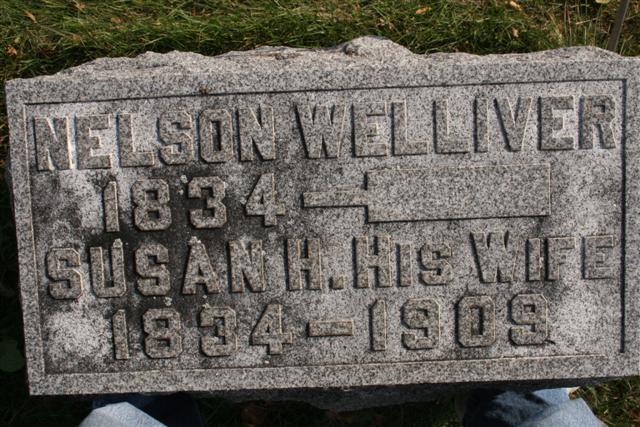 NELSON WELLIVER
1834 –
SUSAN H. HIS WIFE
1834 – 1909